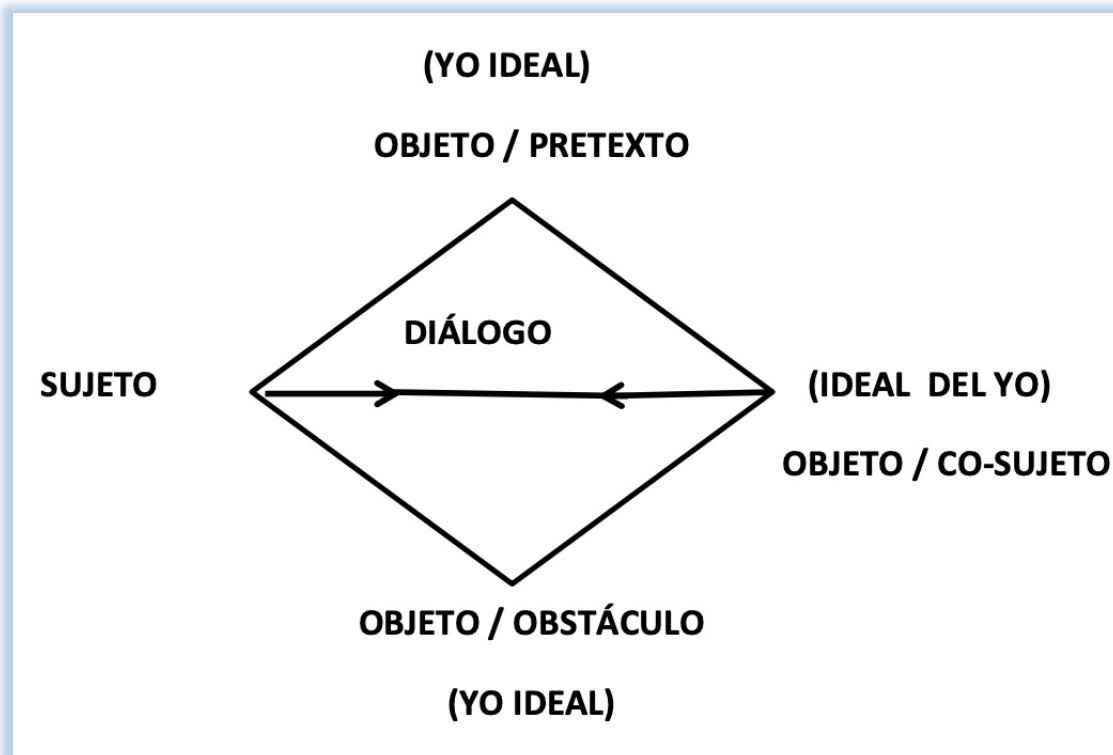 (YO IDEAL)
OBJETO / PRETEXTO
DIÁLOGO
SUJETO
(IDEAL DEL YO)
OBJETO / CO-SUJETO
OBJETO / OBSTÁCULO
(YO IDEAL)